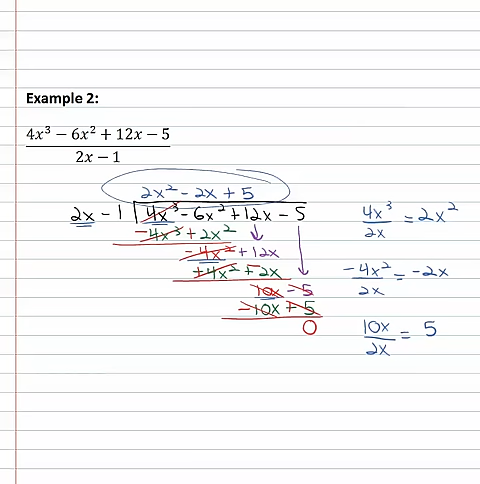 Example 2:
4x³ − 6x² + 12x − 5
2x − 1
2x² - 2x + 5
2x - 1 4x³ - 6x² + 12x - 5
4x³/2x = 2x²
-4x³ + 2x²
-4x² + 12x
-4x²/2x = -2x
+4x² + 2x
10x - 5
-10x + 5
10x/2x = 5
0